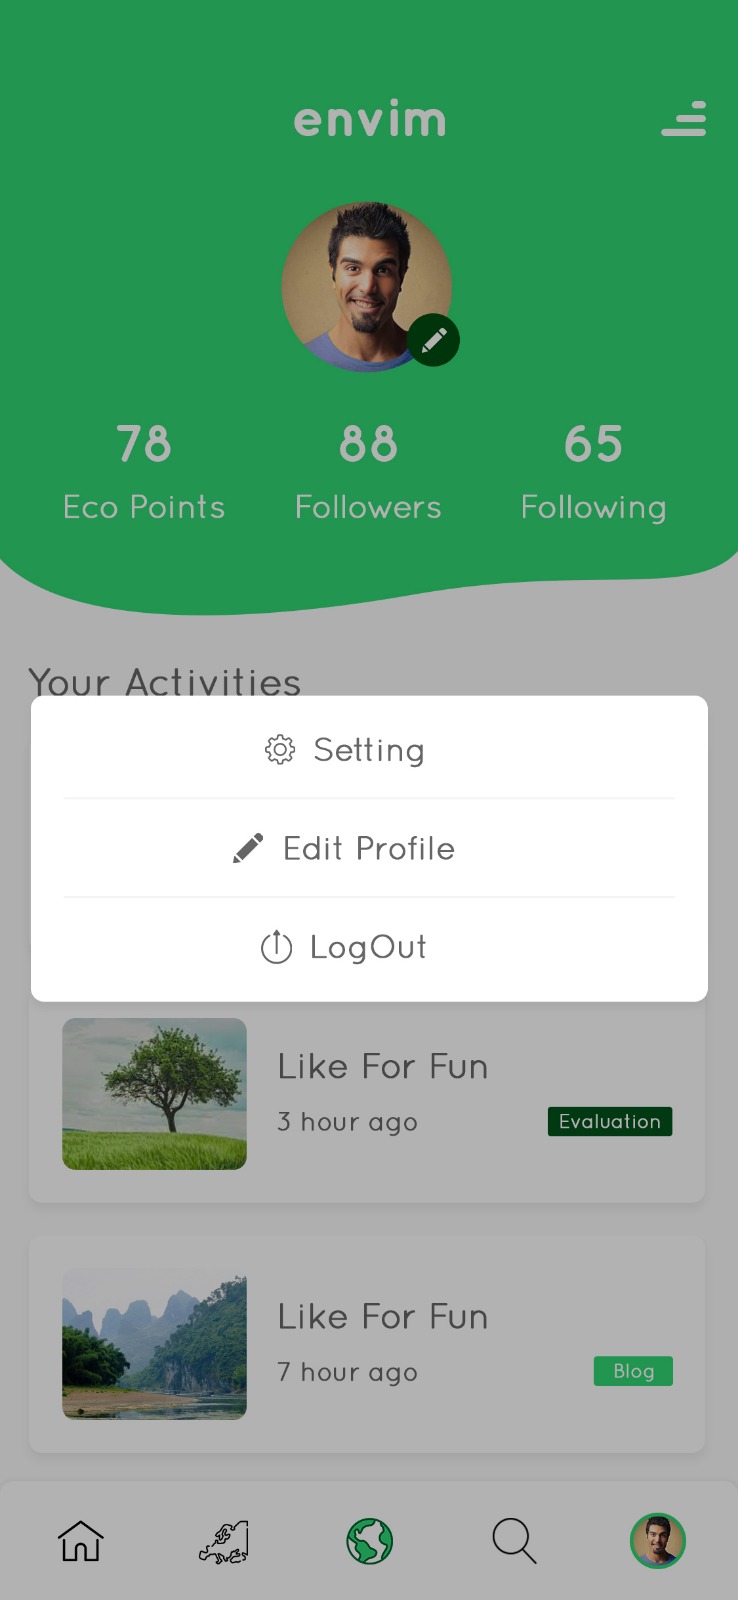 envim
78 88 65
Eco Points Followers Following
Your Activities
Setting
Edit Profile
LogOut
Like For Fun
3 hour ago Evaluation
Like For Fun
7 hour ago Blog